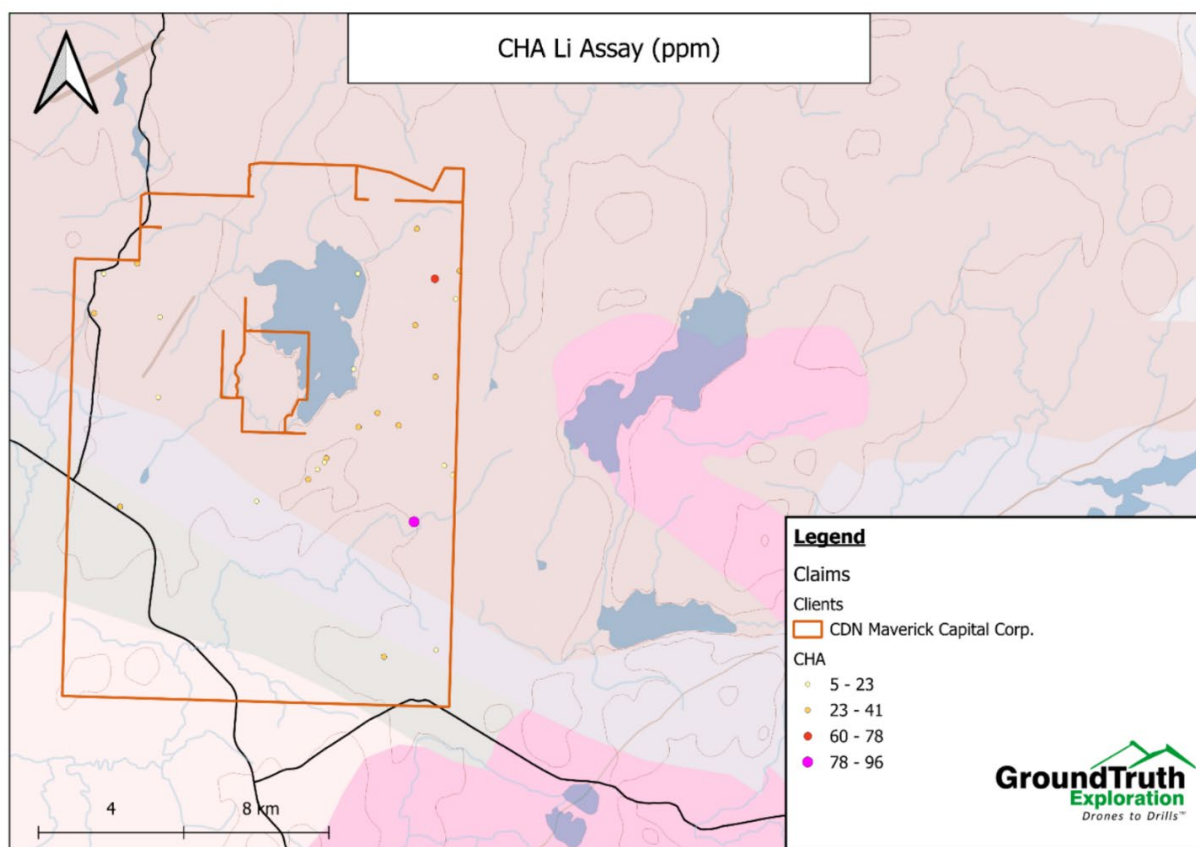 CHA Li Assay (ppm)
Legend
Claims
Clients
CDN Maverick Capital Corp.
CHA
5 - 23
23 - 41
60 - 78
78 - 96
4 8 km
GroundTruth
Exploration
Drones to Drills™